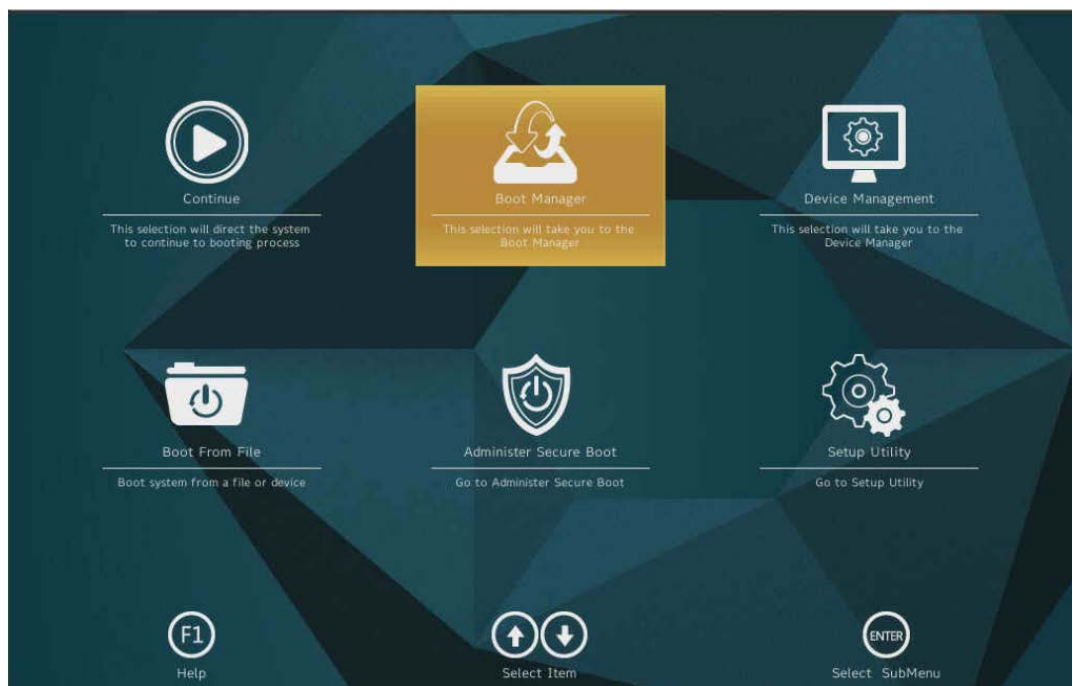 Continue
This selection will direct the system
to continue to booting process
Boot Manager
This selection will take you to the
Boot Manager
Device Management
This selection will take you to the
Device Manager
Boot From File
Boot system from a file or device
Administer Secure Boot
Go to Administer Secure Boot
Setup Utility
Go to Setup Utility
F1
Help
Select Item
ENTER
Select SubMenu